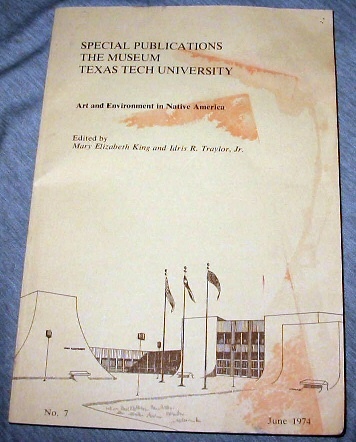 SPECIAL PUBLICATIONS
THE MUSEUM
TEXAS TECH UNIVERSITY
Art and Environment in Native America
Edited by
Mary Elizabeth King and Idris R. Traylor, Jr.
No. 7
June 1974